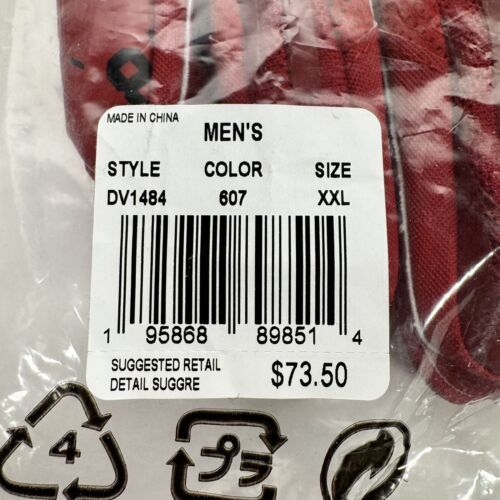 MADE IN CHINA
MEN'S
STYLE COLOR SIZE
DV1484 607 XXL
1 95868 89851 4
SUGGESTED RETAIL
DETAIL SUGGRE $73.50
4 プラ